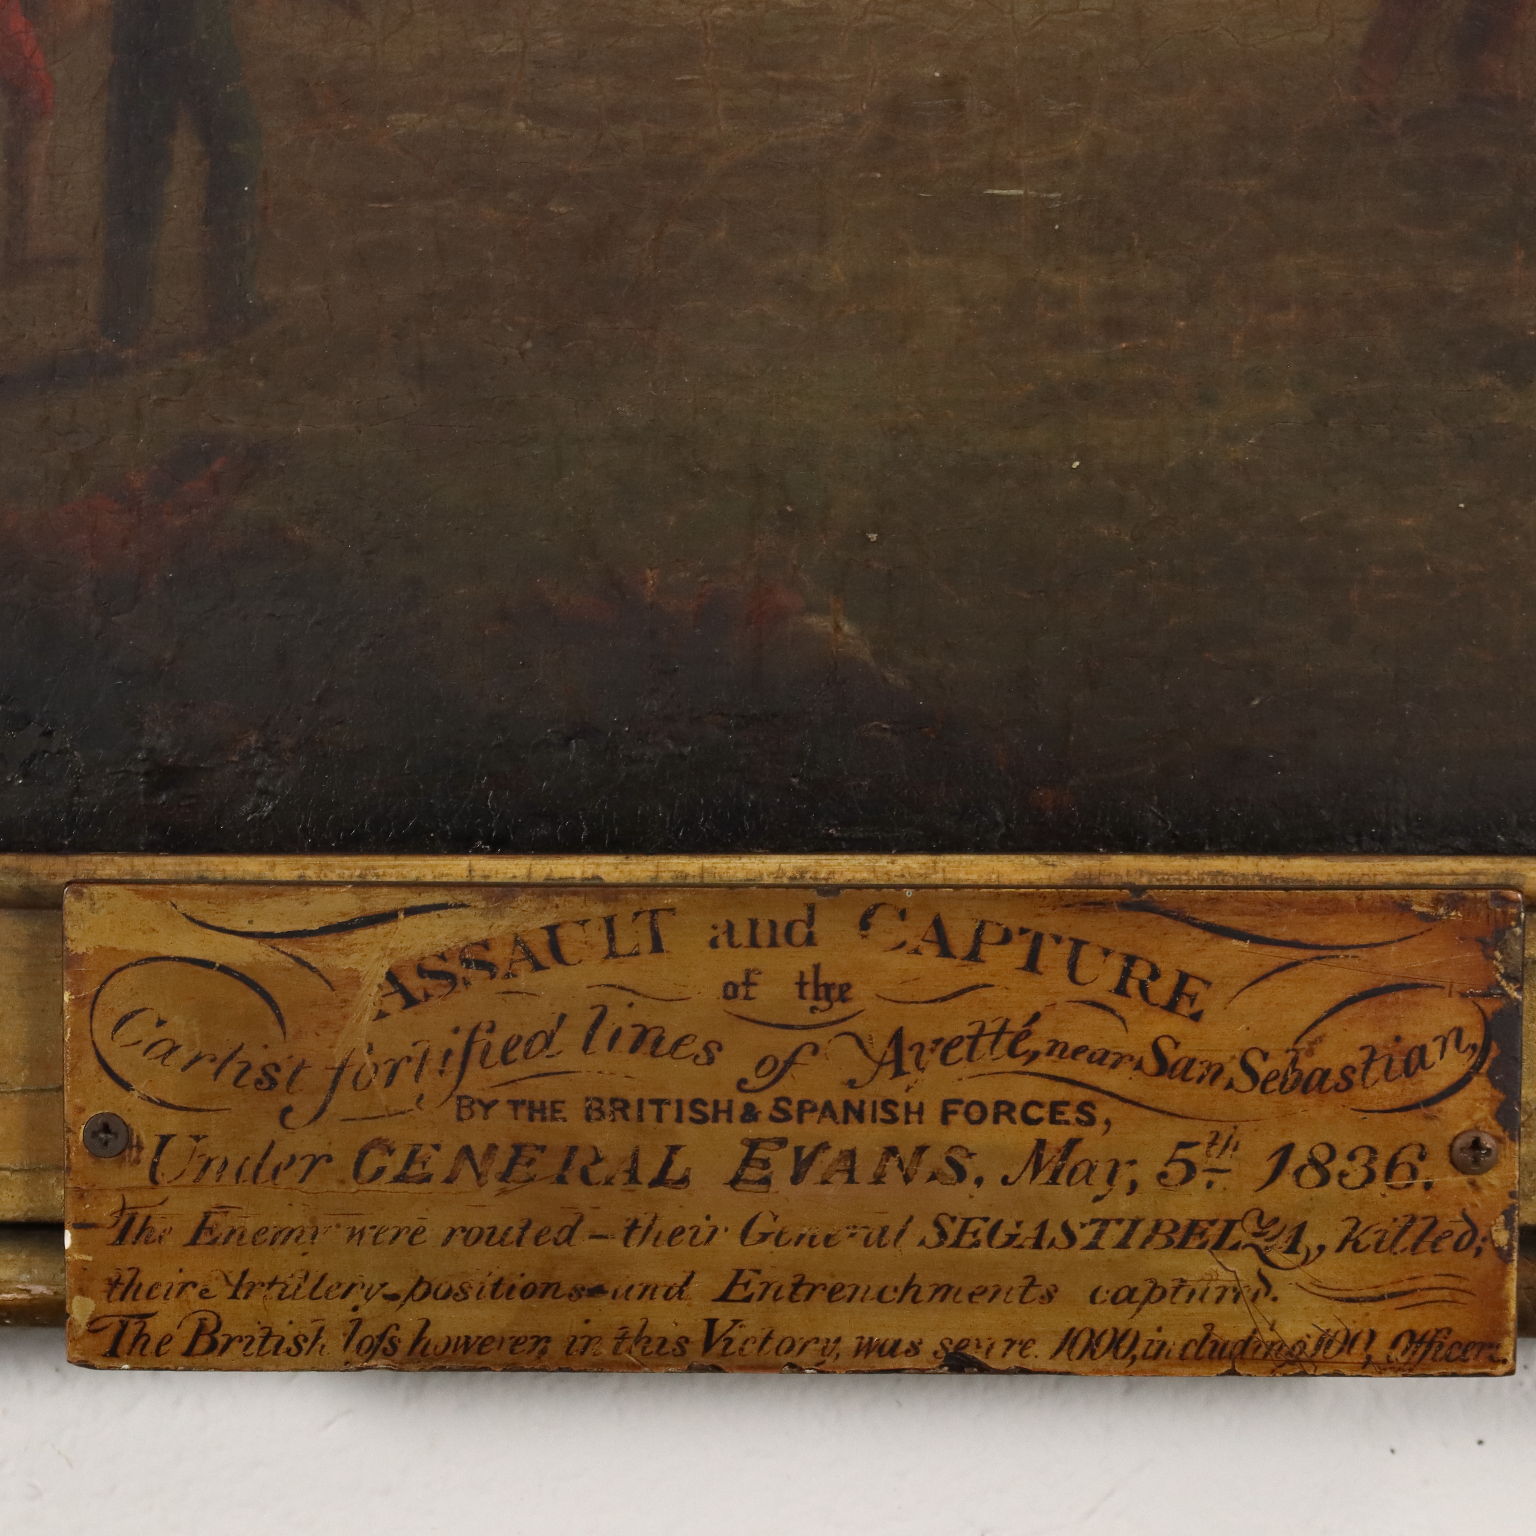 ASSAULT and CAPTURE
of the
Carlist fortified lines of Ayetté, near San Sebastian,
BY THE BRITISH & SPANISH FORCES,
Under GENERAL EVANS, May, 5th 1836.
The Enemy were routed – their General SEGASTIBELZA, killed;
their Artillery – positions – and Entrenchments captured.
The British loſs however, in this Victory, was severe. 1000, including 100, Officers.